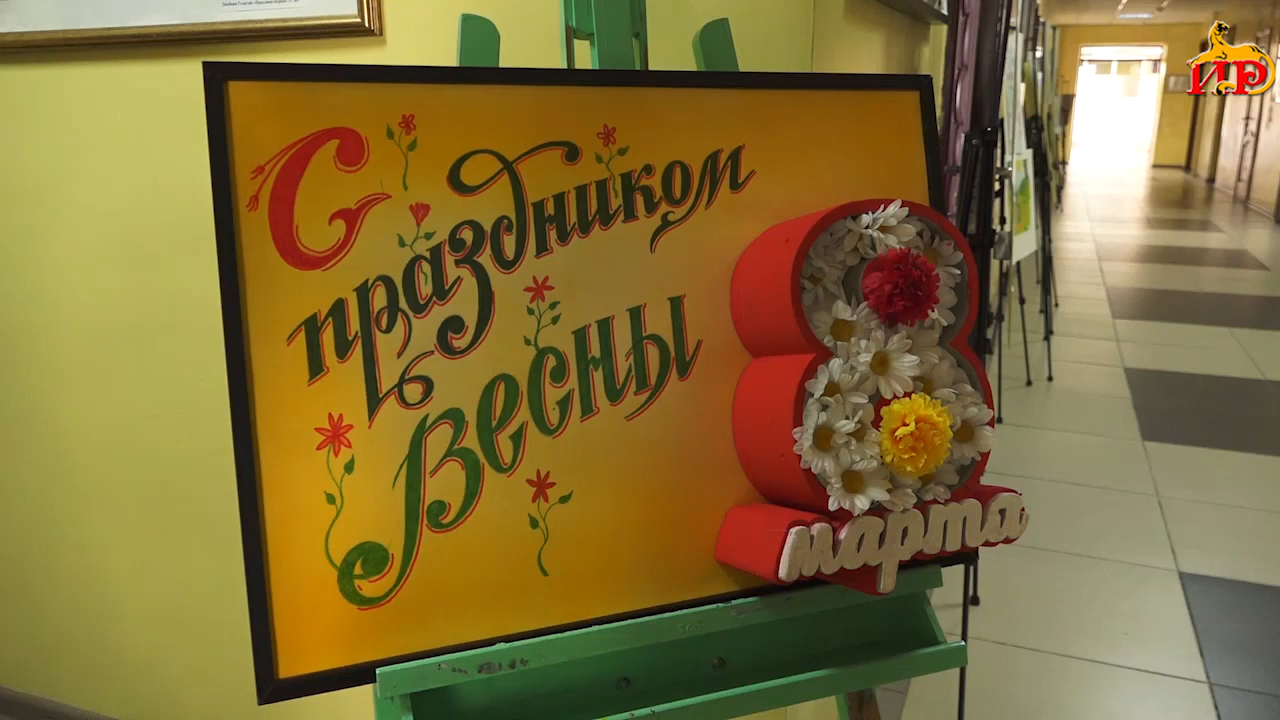 С
праздником
Весны
8
марта
ИР